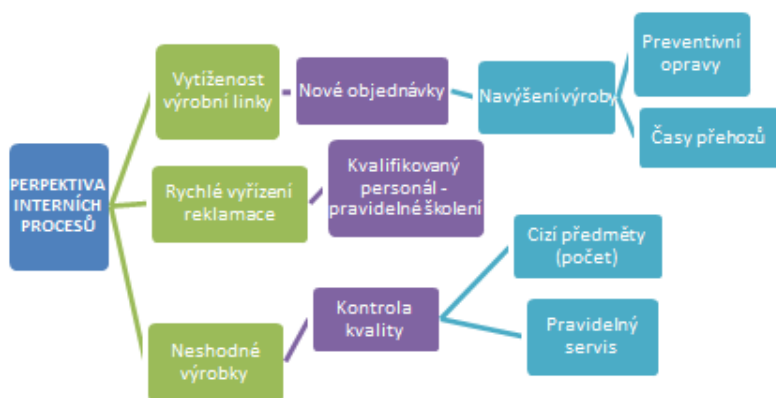 PERPEKTIVA
INTERNÍCH
PROCESŮ
Vytíženost
výrobní linky
Nové objednávky
Navýšení výroby
Preventivní
opravy
Časy přehozů
Rychlé vyřízení
reklamace
Kvalifikovaný
personál -
pravidelné školení
Neshodné
výrobky
Kontrola
kvality
Cizí předměty
(počet)
Pravidelný
servis